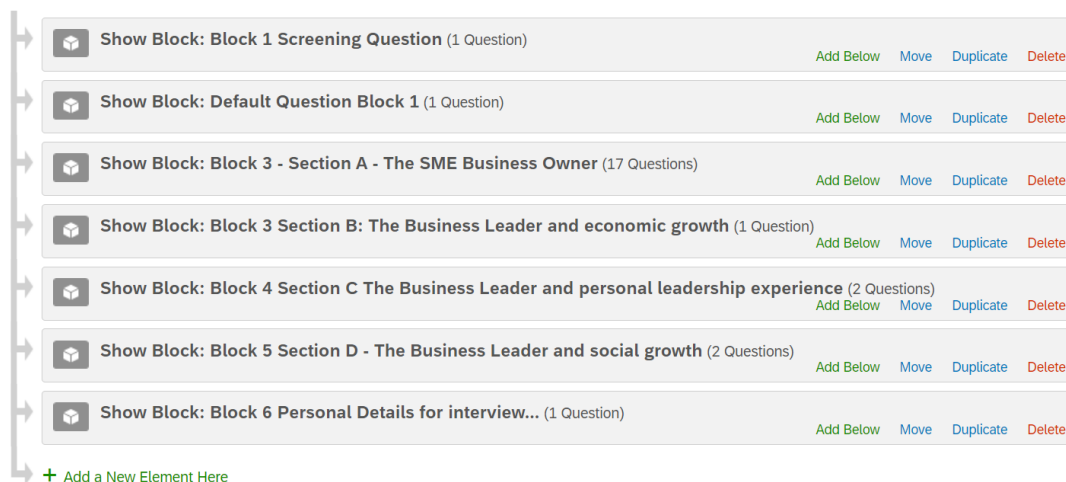 Show Block: Block 1 Screening Question (1 Question)
Add Below Move Duplicate Delete
Show Block: Default Question Block 1 (1 Question)
Add Below Move Duplicate Delete
Show Block: Block 3 - Section A - The SME Business Owner (17 Questions)
Add Below Move Duplicate Delete
Show Block: Block 3 Section B: The Business Leader and economic growth (1 Question)
Add Below Move Duplicate Delete
Show Block: Block 4 Section C The Business Leader and personal leadership experience (2 Questions)
Add Below Move Duplicate Delete
Show Block: Block 5 Section D - The Business Leader and social growth (2 Questions)
Add Below Move Duplicate Delete
Show Block: Block 6 Personal Details for interview... (1 Question)
Add Below Move Duplicate Delete
+ Add a New Element Here